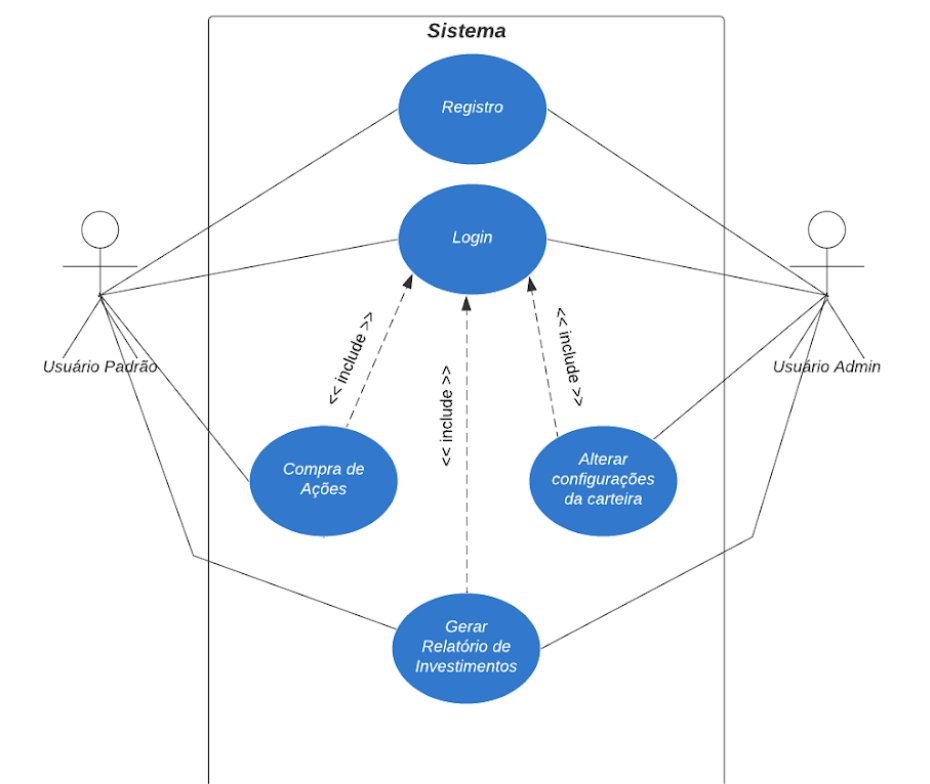 Sistema
Registro
Login
<< include >>
<< include >>
<< include >>
Usuário Padrão
Usuário Admin
Compra de
Ações
Alterar
configurações
da carteira
Gerar
Relatório de
Investimentos